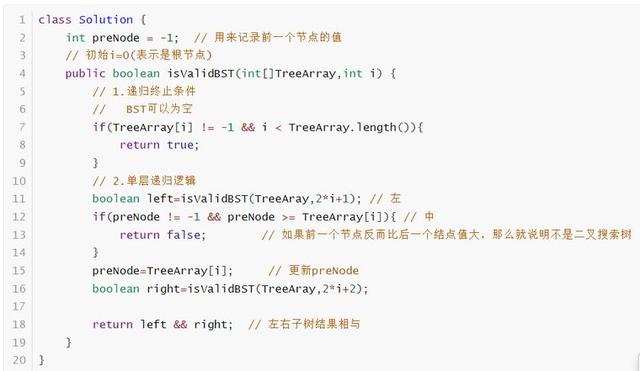 1 class Solution {
2     int preNode = -1;  // 用来记录前一个节点的值
3     // 初始i=0(表示是根节点)
4     public boolean isValidBST(int[]TreeArray,int i) {
5         // 1.递归终止条件
6         //   BST可以为空
7         if(TreeArray[i] != -1 && i < TreeArray.length()){
8             return true;
9         }
10         // 2.单层递归逻辑
11         boolean left=isValidBST(TreeAray,2*i+1); // 左
12         if(preNode != -1 && preNode >= TreeArray[i]){ // 中
13             return false;        // 如果前一个节点反而比后一个结点值大，那么就说明不是二叉搜索树
14         }
15         preNode=TreeArray[i];     // 更新preNode
16         boolean right=isValidBST(TreeAray,2*i+2);
17
18         return left && right;  // 左右子树结果相与
19     }
20 }